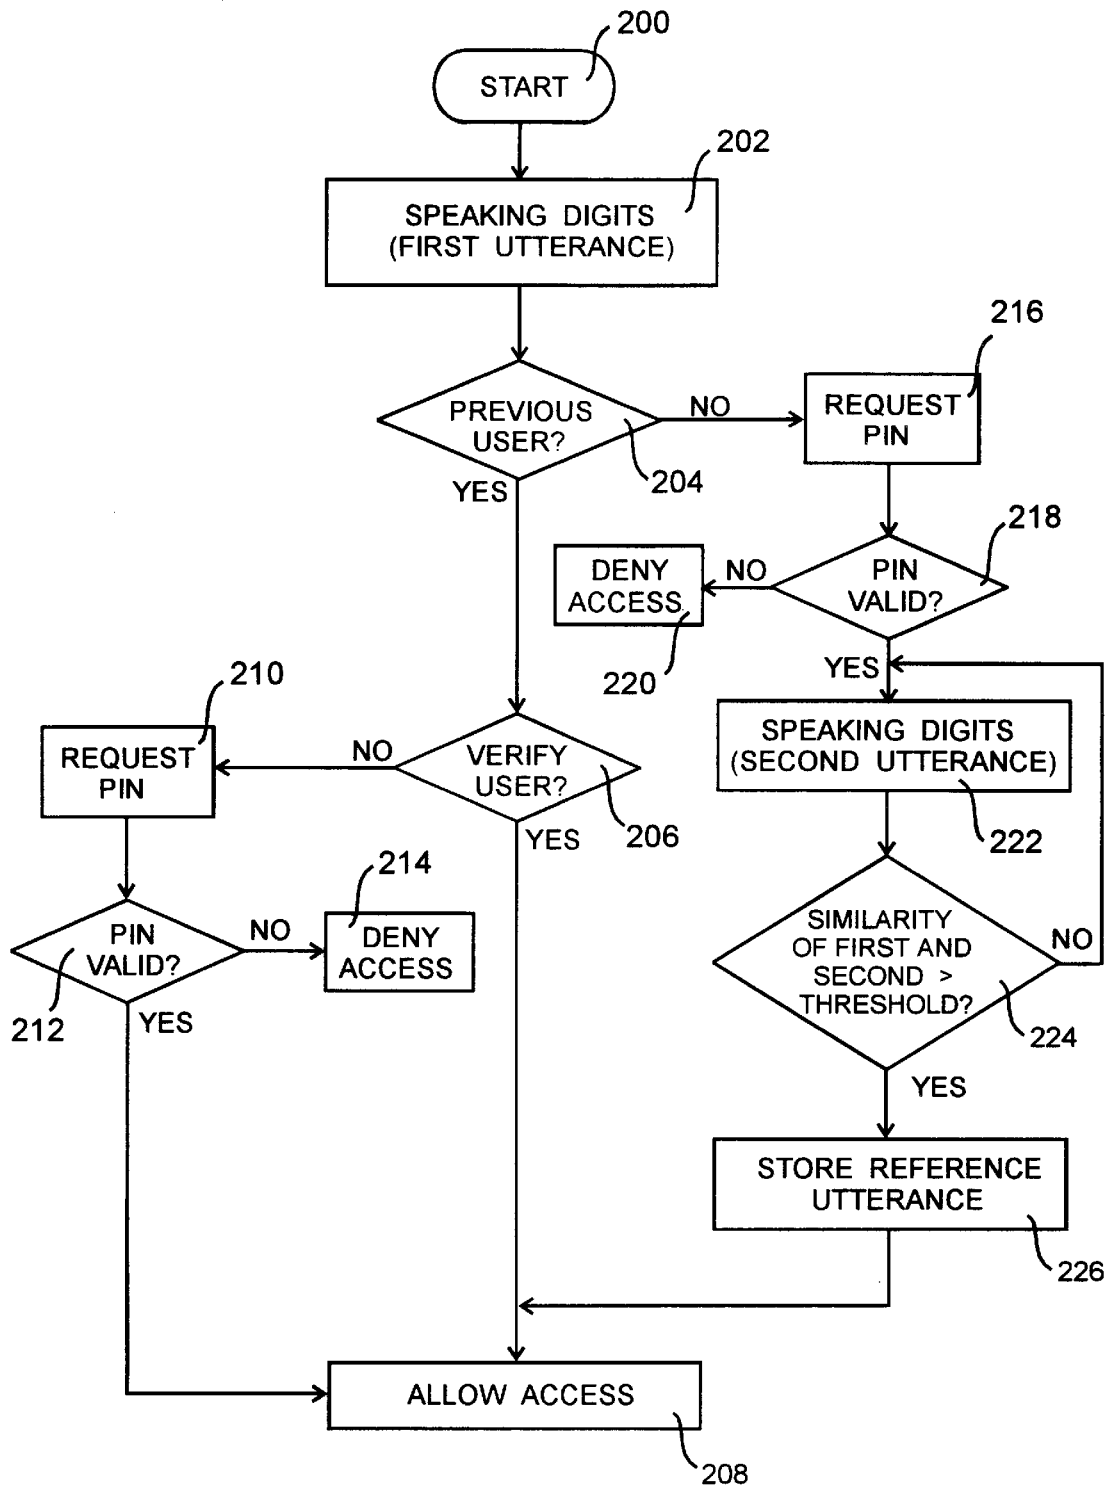 200
START
202
SPEAKING DIGITS
(FIRST UTTERANCE)
216
PREVIOUS
USER?
NO
REQUEST
PIN
204
YES
218
DENY
ACCESS
NO
PIN
VALID?
220
YES
210
REQUEST
PIN
NO
VERIFY
USER?
SPEAKING DIGITS
(SECOND UTTERANCE)
206
YES
222
214
PIN
VALID?
NO
DENY
ACCESS
SIMILARITY
OF FIRST AND
SECOND >
THRESHOLD?
NO
212
YES
224
YES
STORE REFERENCE
UTTERANCE
226
ALLOW ACCESS
208